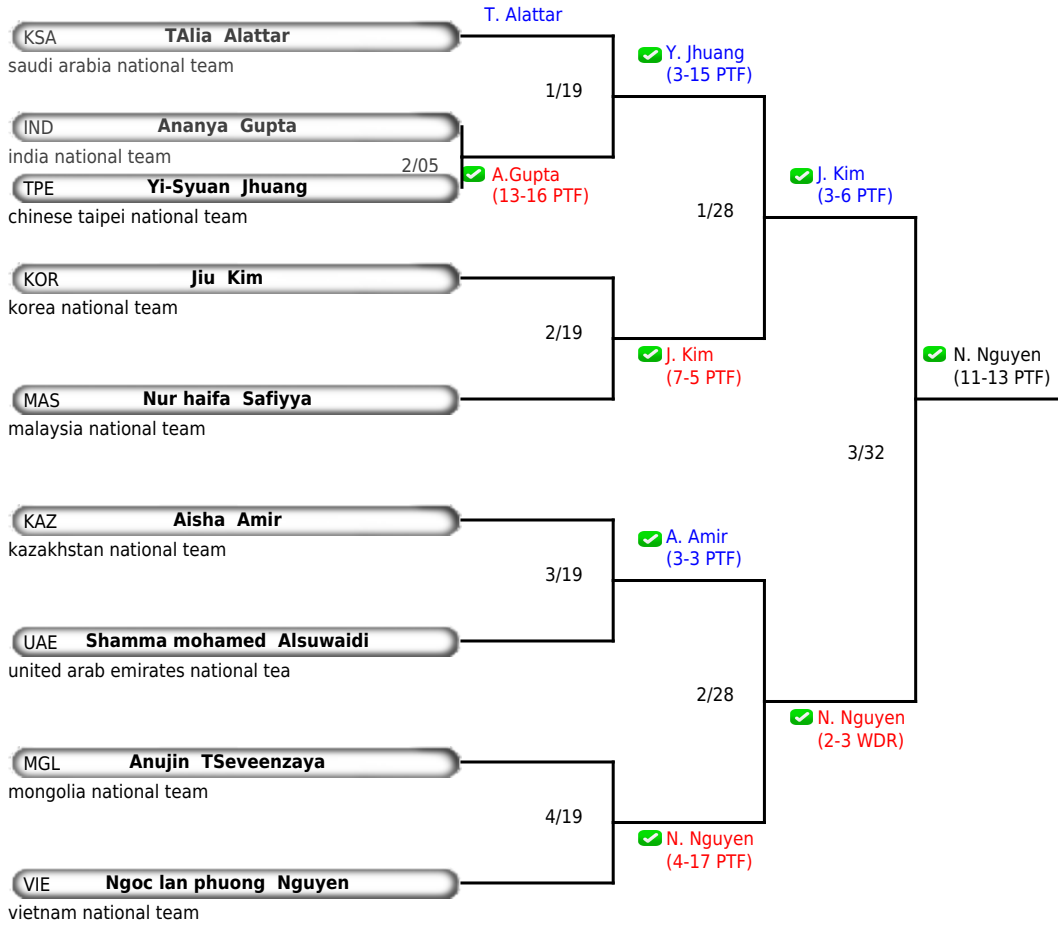 T. Alattar
KSA TAlia Alattar
saudi arabia national team
Y. Jhuang
(3-15 PTF)
1/19
IND Ananya Gupta
india national team
2/05
A.Gupta
(13-16 PTF)
TPE Yi-Syuan Jhuang
chinese taipei national team
J. Kim
(3-6 PTF)
1/28
KOR Jiu Kim
korea national team
2/19
J. Kim
(7-5 PTF)
N. Nguyen
(11-13 PTF)
MAS Nur haifa Safiyya
malaysia national team
3/32
KAZ Aisha Amir
kazakhstan national team
A. Amir
(3-3 PTF)
3/19
UAE Shamma mohamed Alsuwaidi
united arab emirates national tea
2/28
N. Nguyen
(2-3 WDR)
MGL Anujin TSeveenzaya
mongolia national team
4/19
N. Nguyen
(4-17 PTF)
VIE Ngoc lan phuong Nguyen
vietnam national team